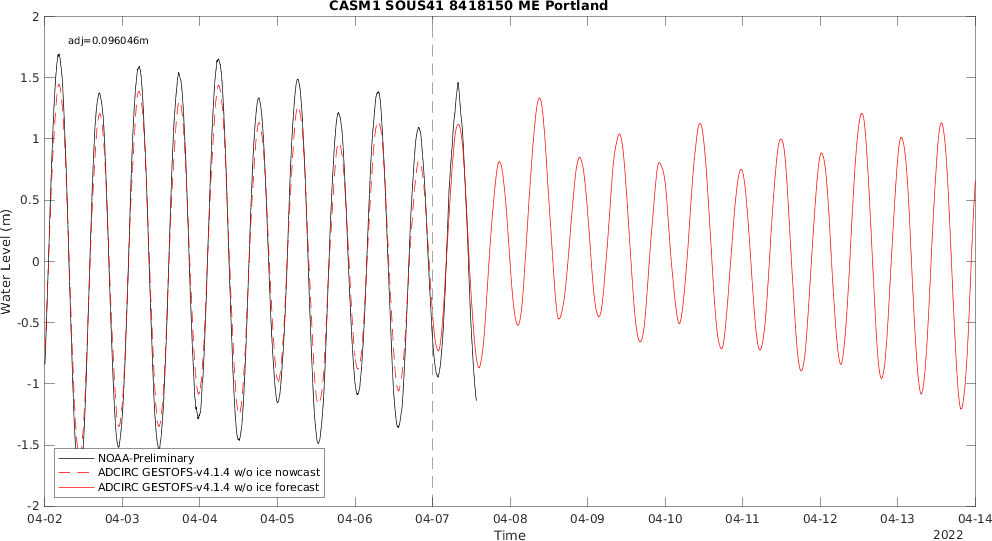 CASM1 SOUS41 8418150 ME Portland
adj=0.096046m
2
1.5
1
0.5
0
-0.5
-1
-1.5
-2
Water Level (m)
NOAA-Preliminary
ADCIRC GESTOFS-v4.1.4 w/o ice nowcast
ADCIRC GESTOFS-v4.1.4 w/o ice forecast
04-02 04-03 04-04 04-05 04-06 04-07 04-08 04-09 04-10 04-11 04-12 04-13 04-14
Time
2022